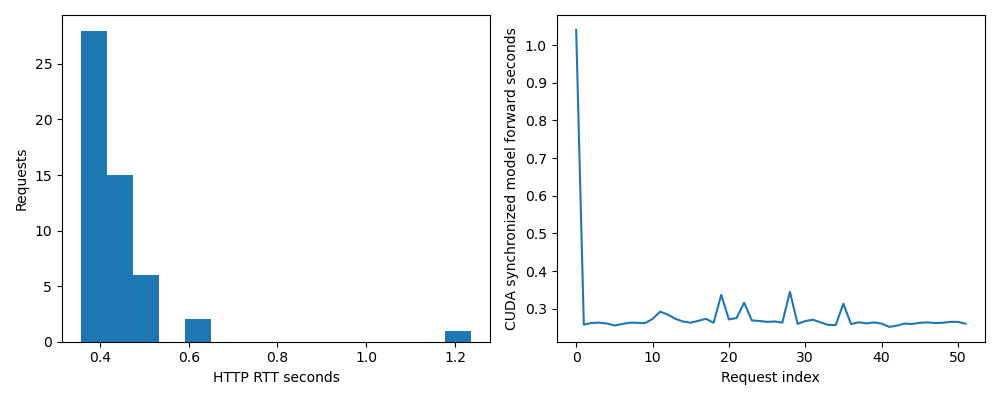 Requests
25
20
15
10
5
0
0.4 0.6 0.8 1.0 1.2
HTTP RTT seconds
CUDA synchronized model forward seconds
1.0
0.9
0.8
0.7
0.6
0.5
0.4
0.3
0 10 20 30 40 50
Request index